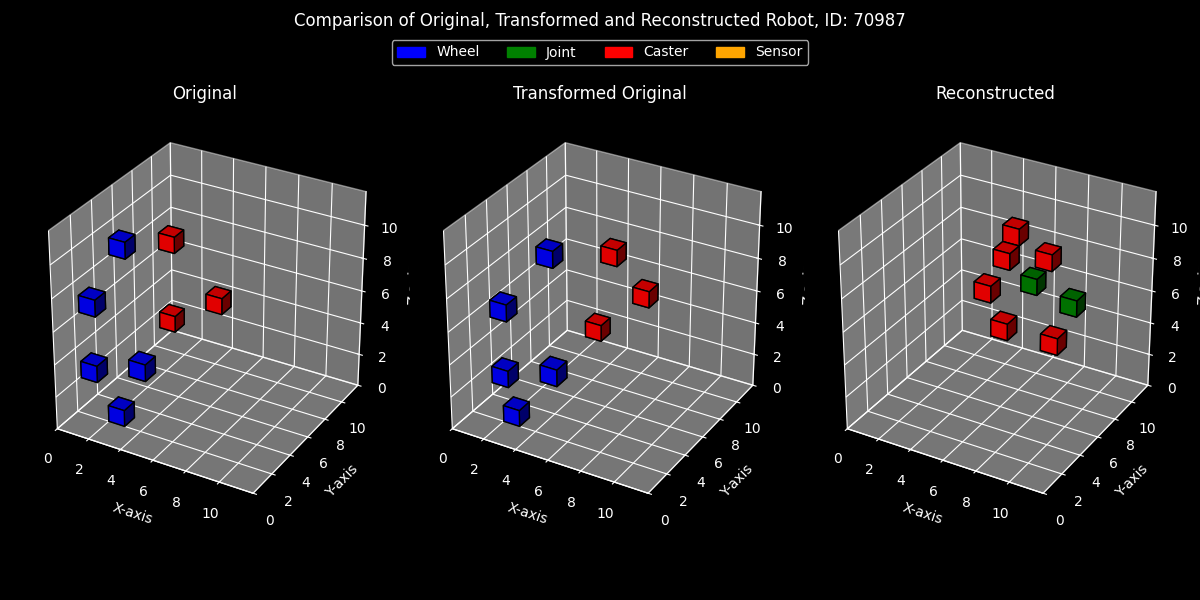 Comparison of Original, Transformed and Reconstructed Robot, ID: 70987
Wheel Joint Caster Sensor
Original Transformed Original Reconstructed
10 10 10
8 8 8
6 6 6
4 4 4
2 2 2
0 0 0
0 2 4 6 8 10 0 2 4 6 8 10 0 2 4 6 8 10
X-axis X-axis X-axis
0 2 4 6 8 10 0 2 4 6 8 10 0 2 4 6 8 10
Y-axis Y-axis Y-axis